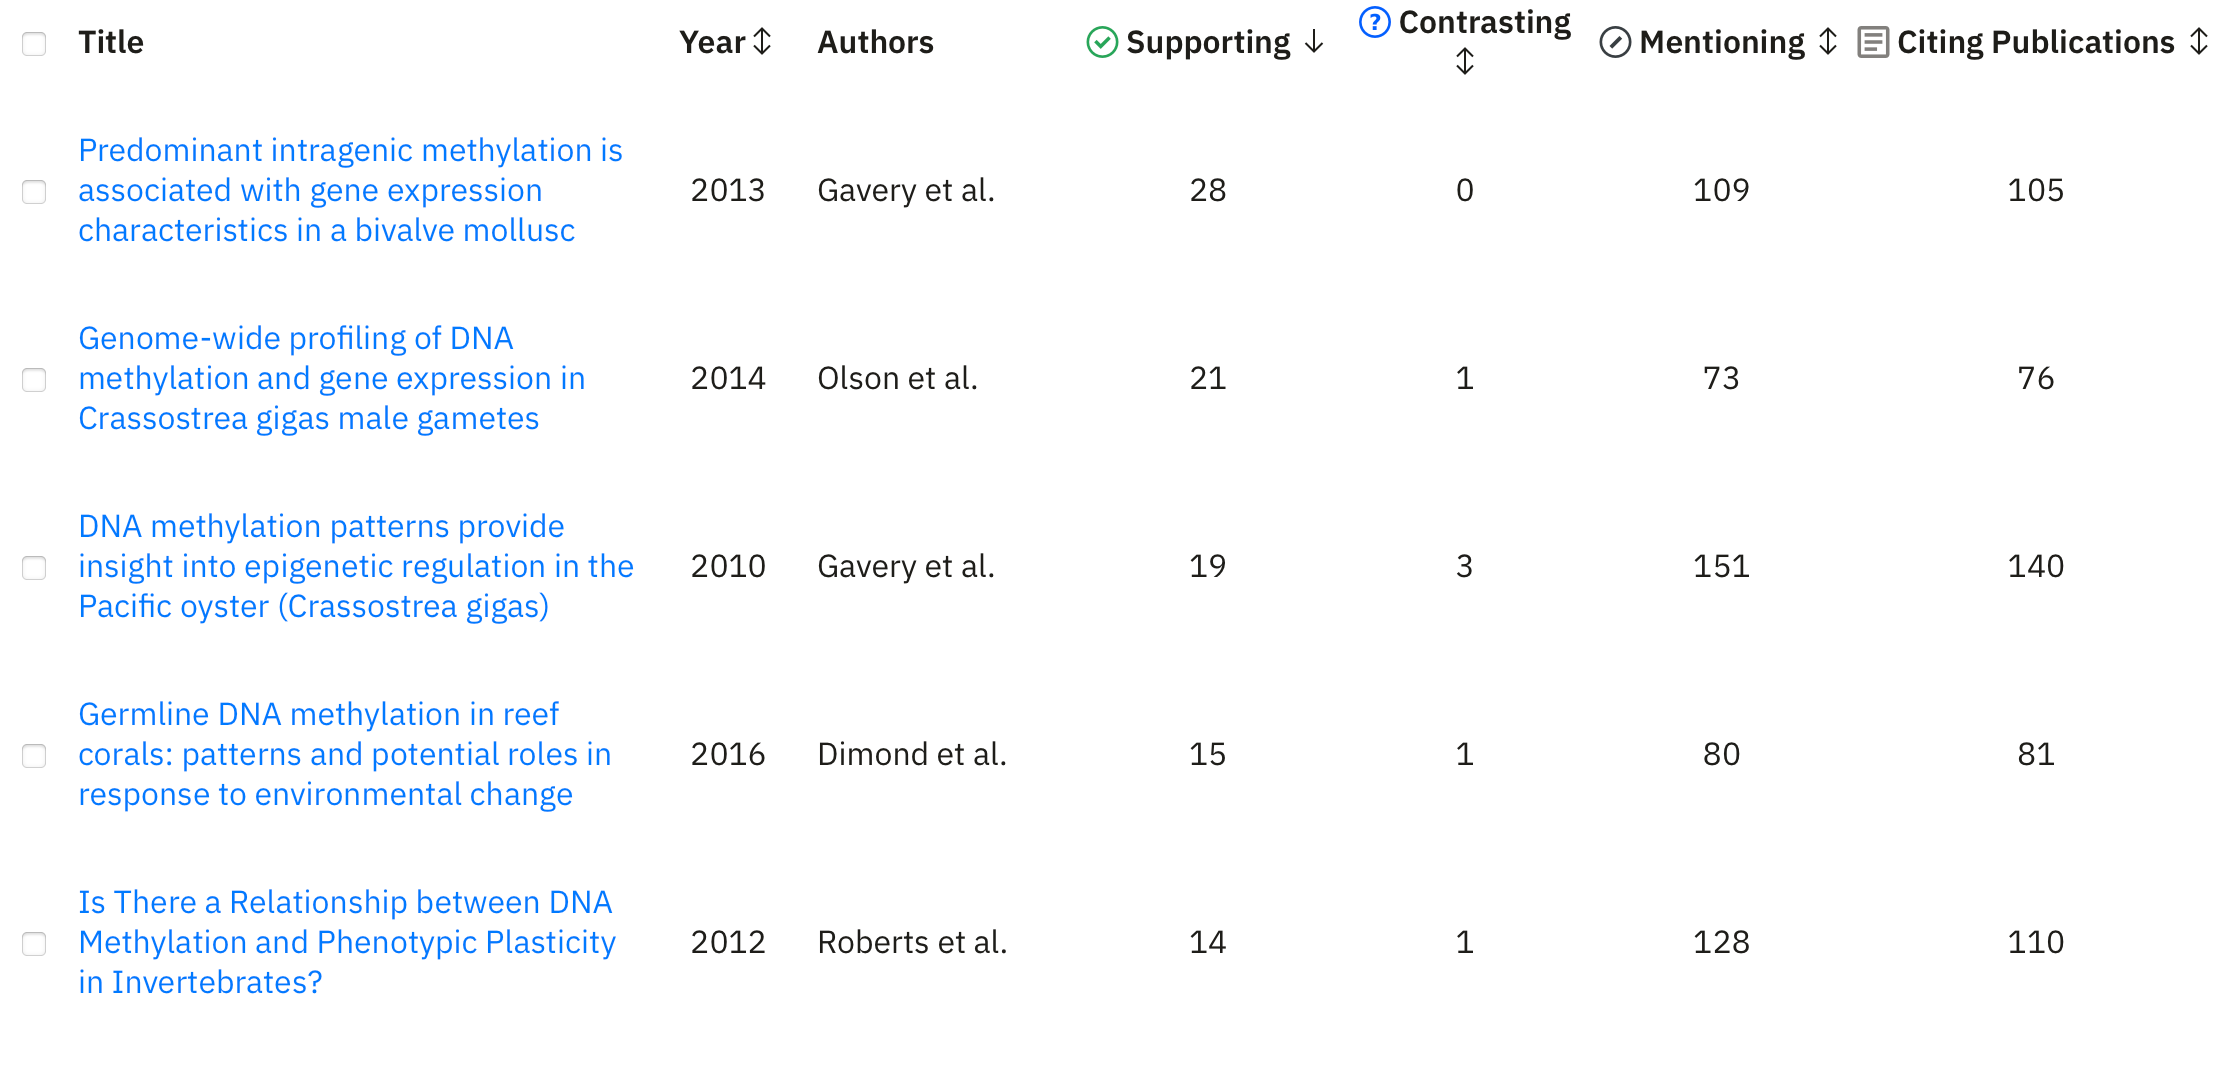 Title Year Authors Supporting Contrasting Mentioning Citing Publications
Predominant intragenic methylation is
associated with gene expression 2013 Gavery et al. 28 0 109 105
characteristics in a bivalve mollusc
Genome-wide profiling of DNA
methylation and gene expression in 2014 Olson et al. 21 1 73 76
Crassostrea gigas male gametes
DNA methylation patterns provide
insight into epigenetic regulation in the 2010 Gavery et al. 19 3 151 140
Pacific oyster (Crassostrea gigas)
Germline DNA methylation in reef
corals: patterns and potential roles in 2016 Dimond et al. 15 1 80 81
response to environmental change
Is There a Relationship between DNA
Methylation and Phenotypic Plasticity 2012 Roberts et al. 14 1 128 110
in Invertebrates?